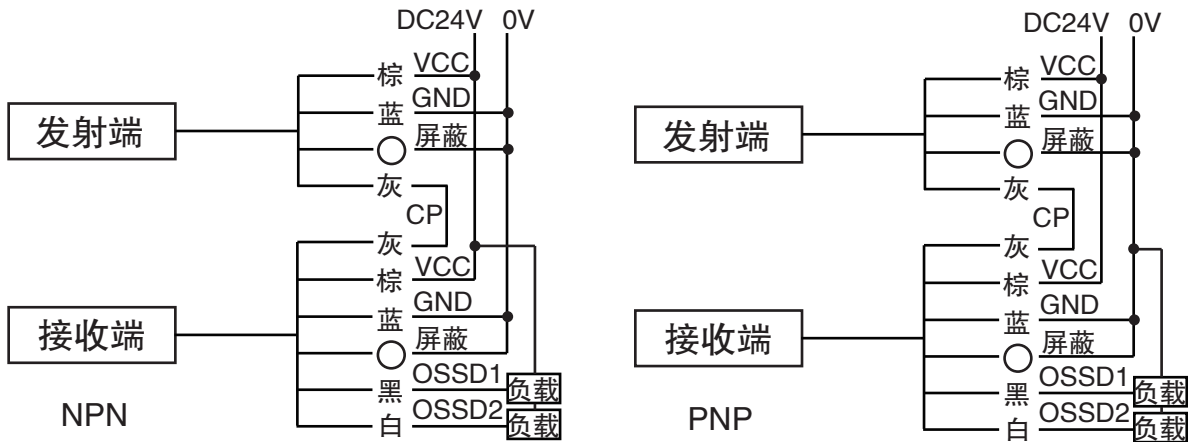 DC24V 0V
棕 VCC
蓝 GND
发射端
屏蔽
灰
CP
灰
棕 VCC
蓝 GND
接收端
屏蔽
黑 OSSD1 负载
白 OSSD2 负载
NPN
DC24V 0V
棕 VCC
蓝 GND
发射端
屏蔽
灰
CP
灰
棕 VCC
蓝 GND
接收端
屏蔽
黑 OSSD1 负载
白 OSSD2 负载
PNP